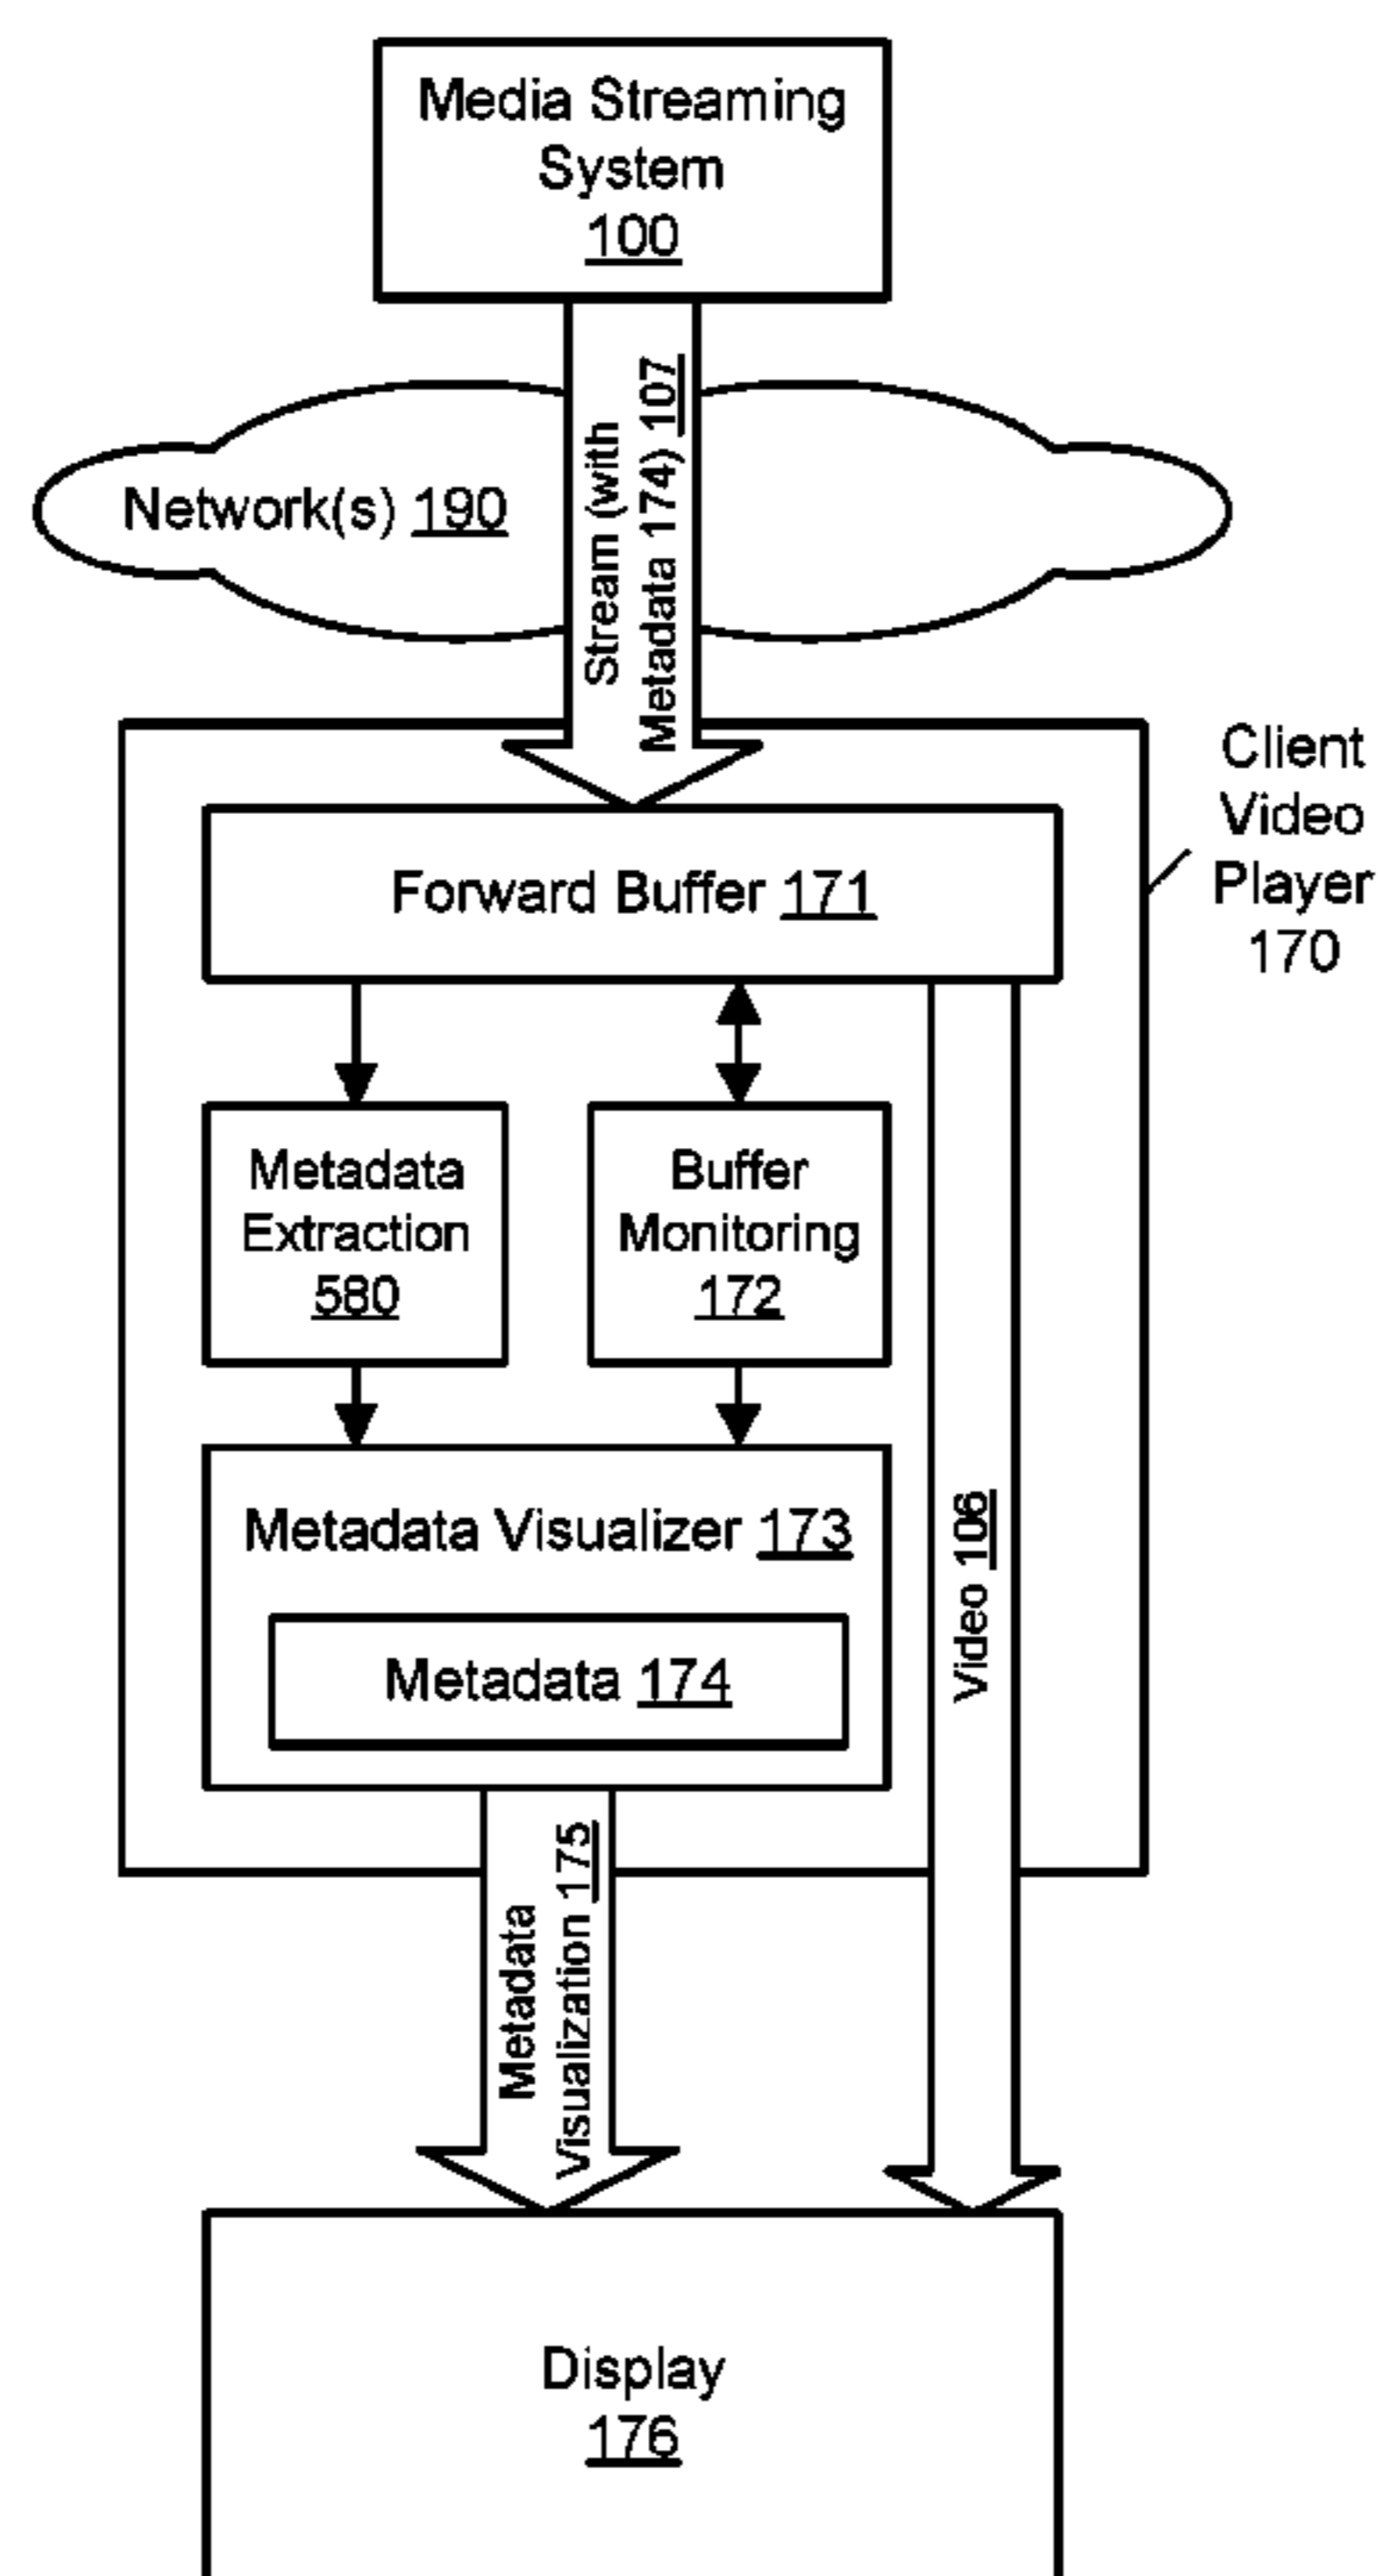 Media Streaming
System
100
Stream (with
Metadata 174) 107
Network(s) 190
Client
Video
Player
170
Forward Buffer 171
Metadata
Extraction
580
Buffer
Monitoring
172
Metadata Visualizer 173
Metadata 174
Video 106
Metadata
Visualization 175
Display
176